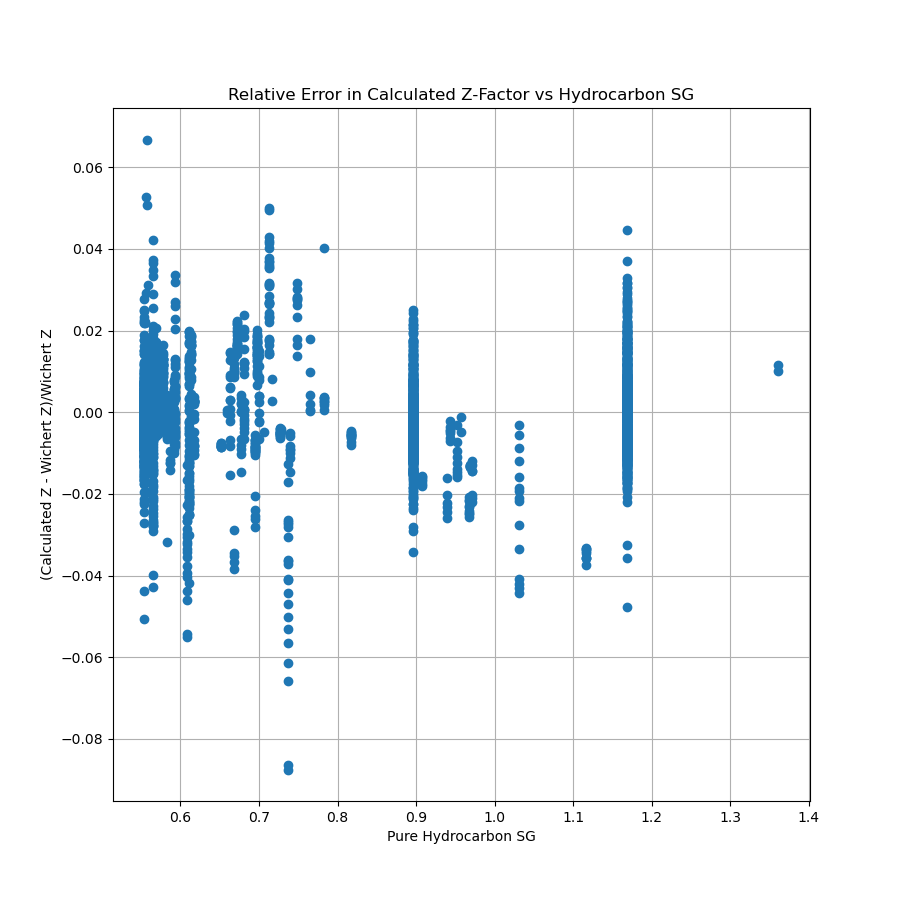 Relative Error in Calculated Z-Factor vs Hydrocarbon SG
(Calculated Z - Wichert Z)/Wichert Z
0.06
0.04
0.02
0.00
−0.02
−0.04
−0.06
−0.08
0.6 0.7 0.8 0.9 1.0 1.1 1.2 1.3 1.4
Pure Hydrocarbon SG